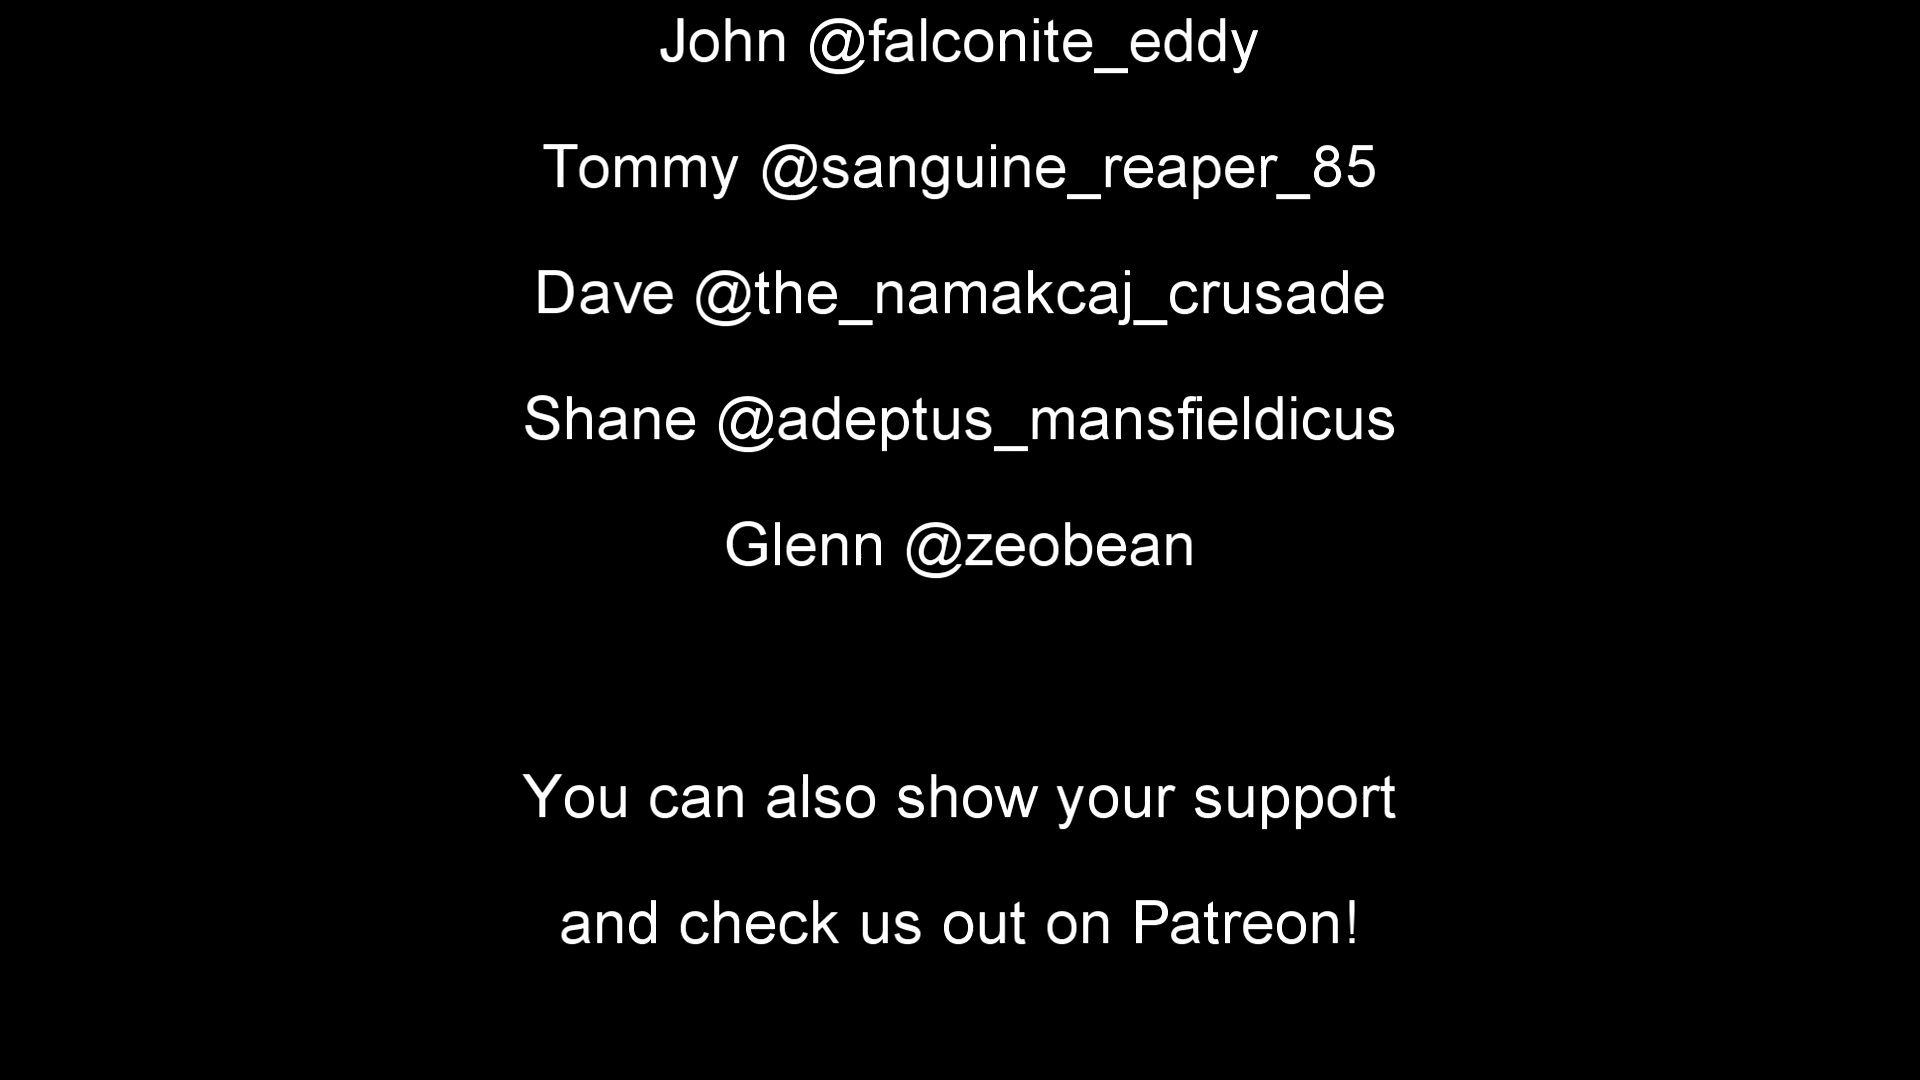 John @falconite_eddy
Tommy @sanguine_reaper_85
Dave @the_namakcaj_crusade
Shane @adeptus_mansfieldicus
Glenn @zeobean
You can also show your support
and check us out on Patreon!